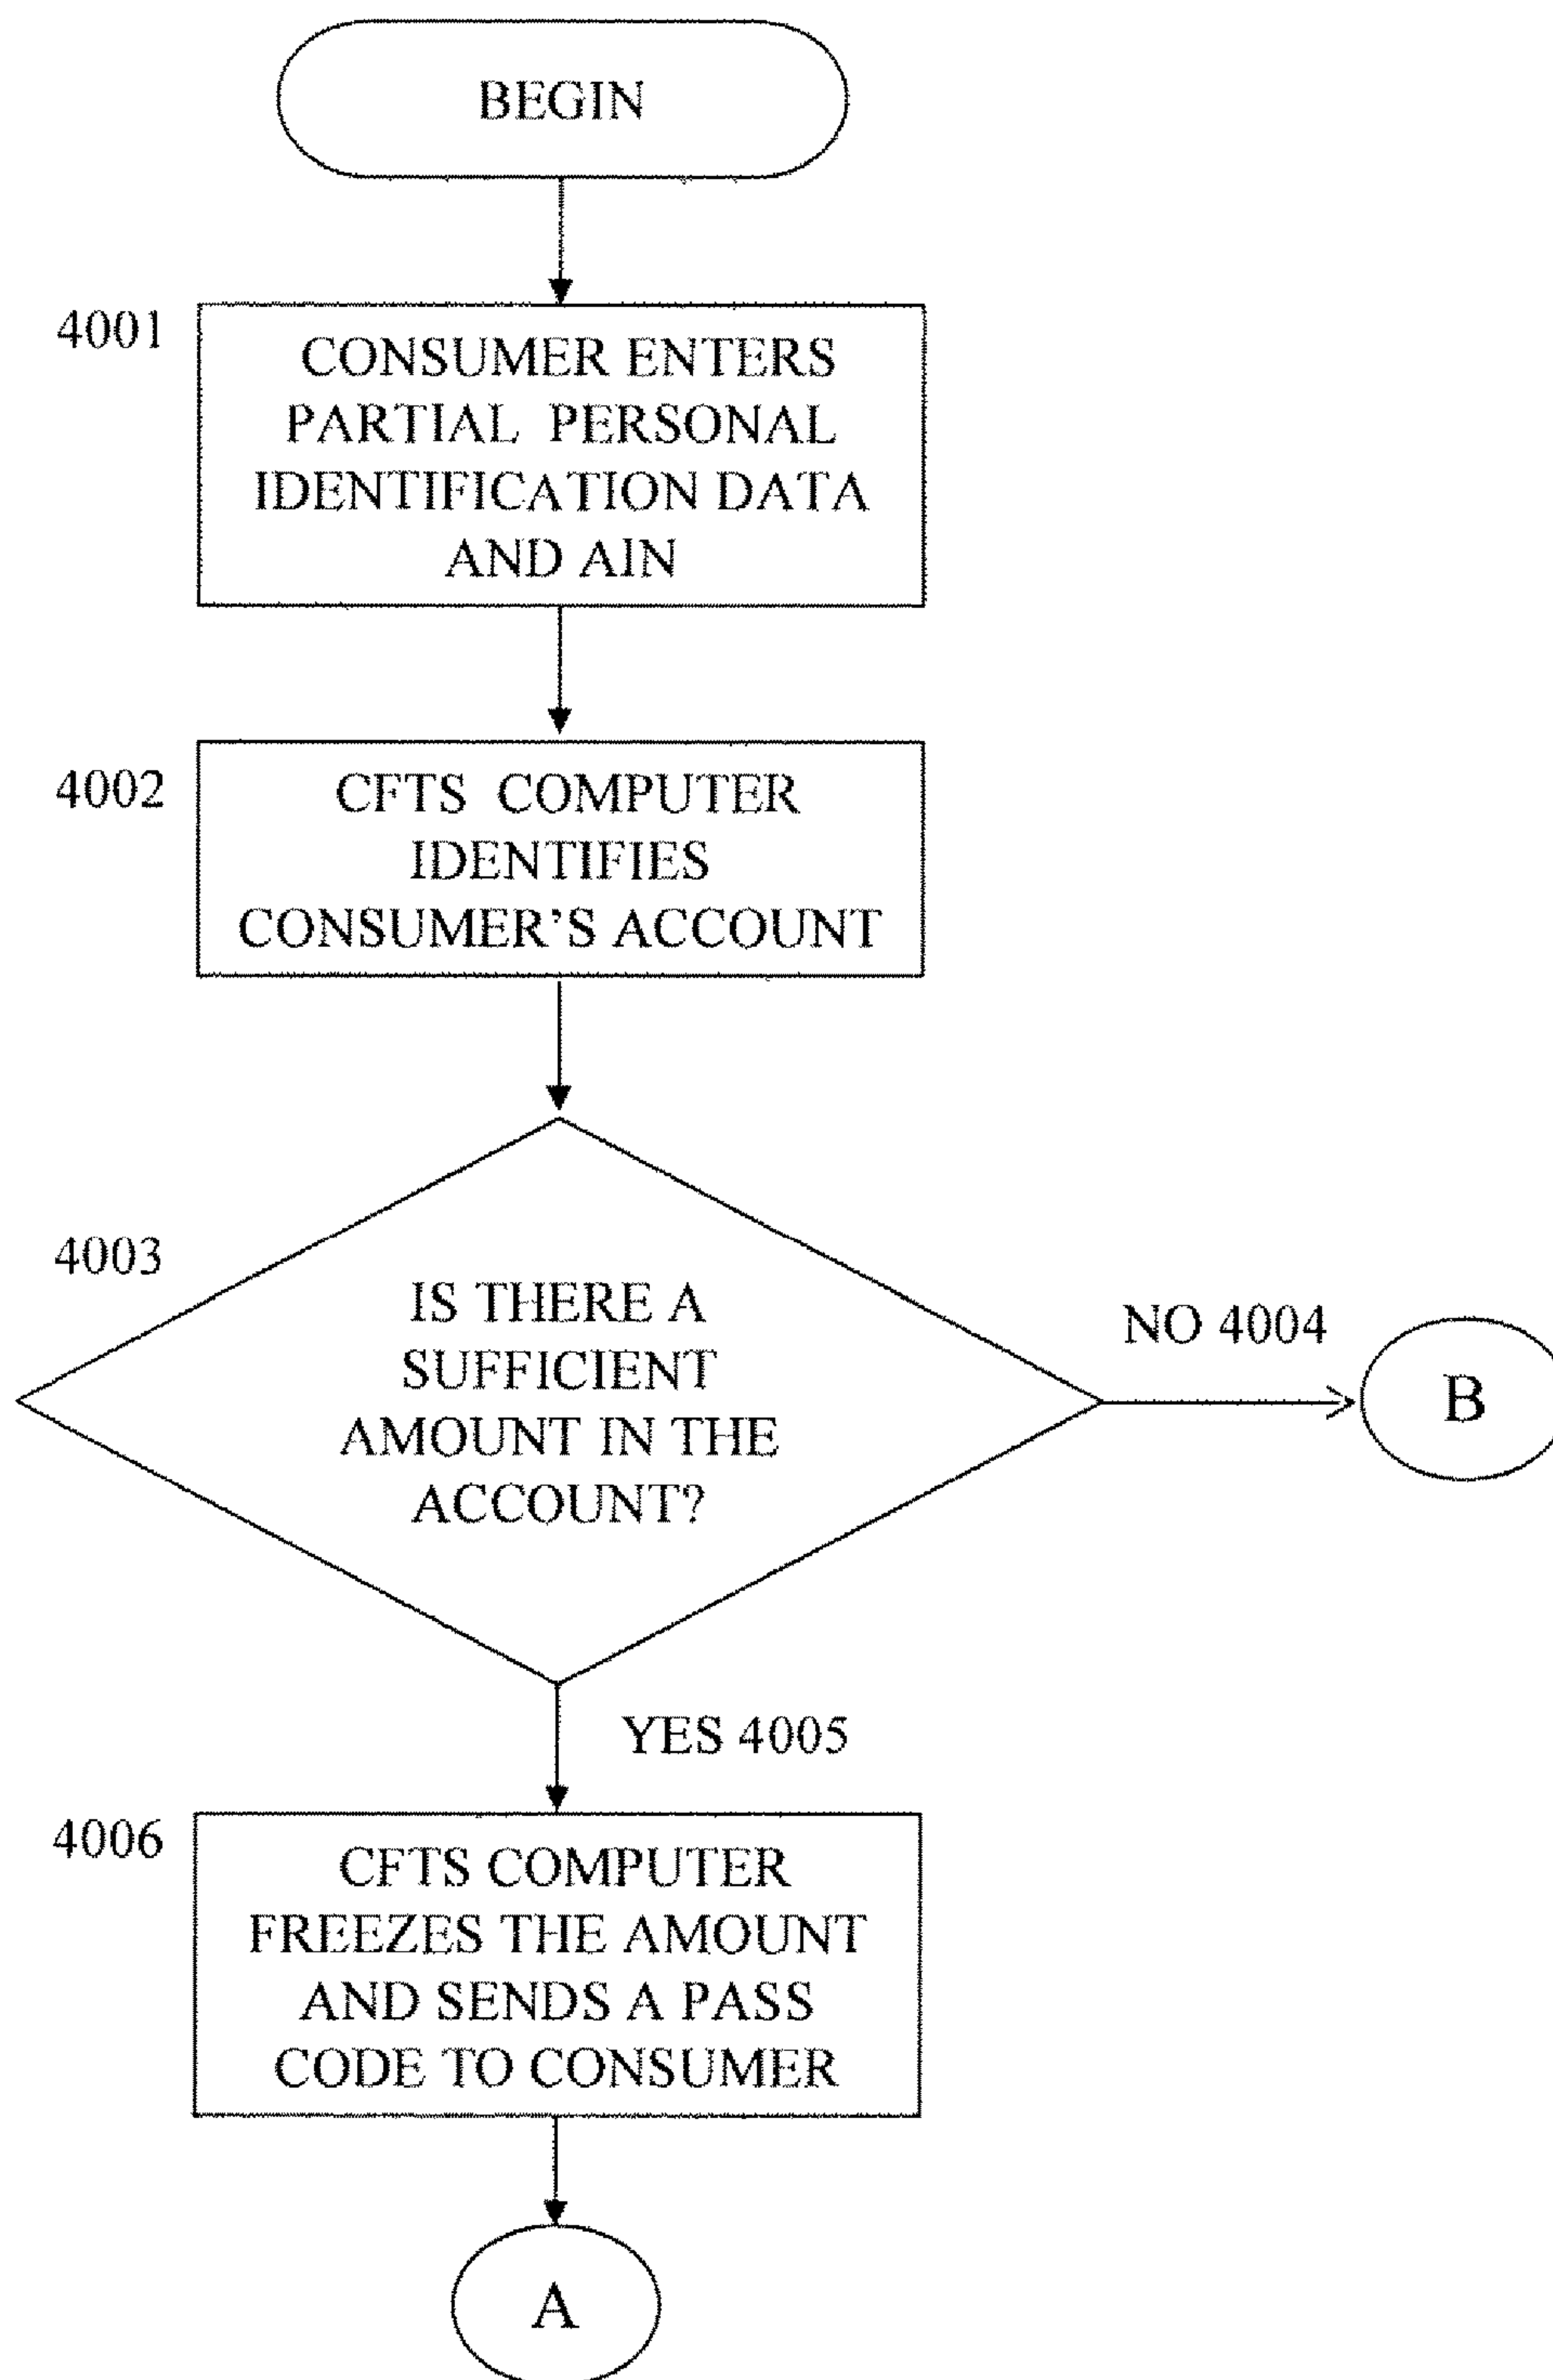 BEGIN
4001
CONSUMER ENTERS
PARTIAL PERSONAL
IDENTIFICATION DATA
AND AIN
4002
CFTS COMPUTER
IDENTIFIES
CONSUMER'S ACCOUNT
4003
IS THERE A
SUFFICIENT
AMOUNT IN THE
ACCOUNT?
NO 4004
B
YES 4005
4006
CFTS COMPUTER
FREEZES THE AMOUNT
AND SENDS A PASS
CODE TO CONSUMER
A